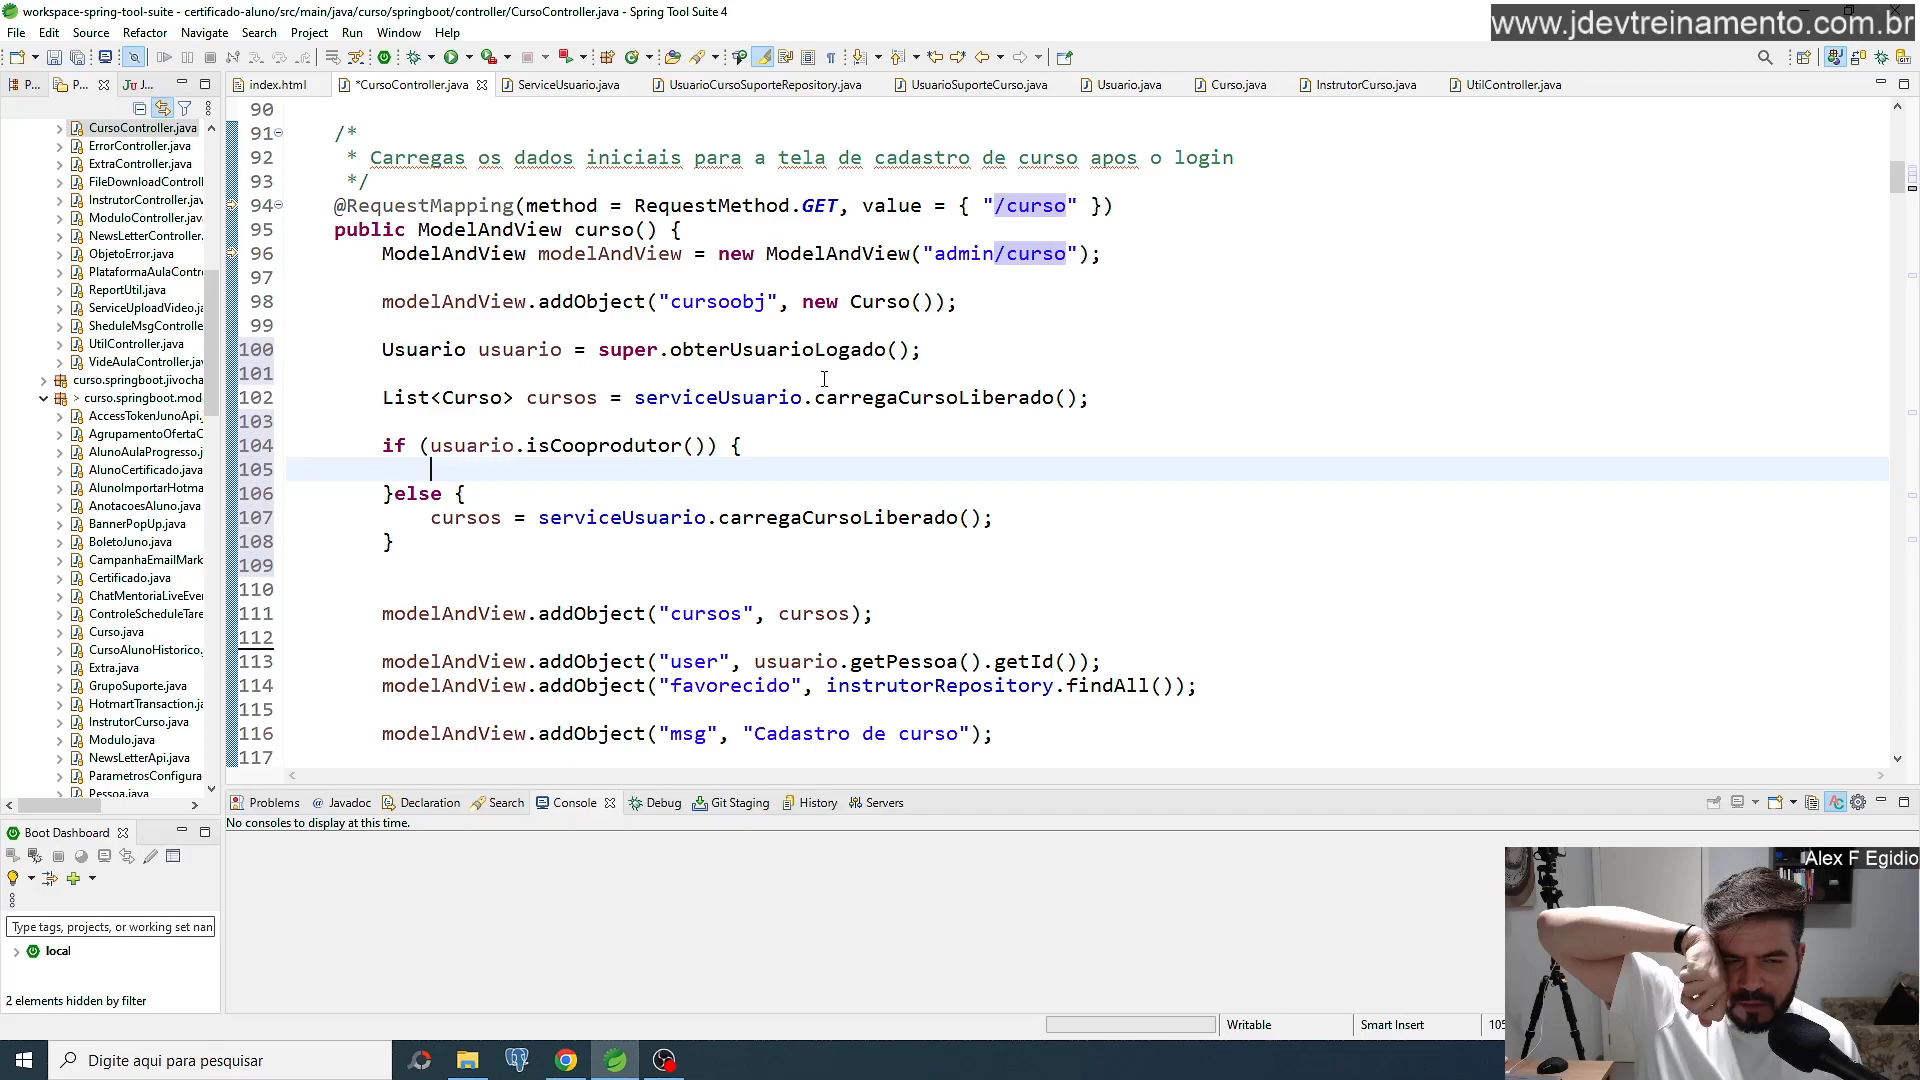 workspace-spring-tool-suite - certificado-aluno/src/main/java/curso/springboot/controller/CursoController.java - Spring Tool Suite 4
www.jdevtreinamento.com.br
File Edit Source Refactor Navigate Search Project Run Window Help
P... P... J...
index.html *CursoController.java ServiceUsuario.java UsuarioCursoSuporteRepository.java UsuarioSuporteCurso.java Usuario.java Curso.java InstrutorCurso.java UtilController.java
CursoController.java
ErrorController.java
ExtraController.java
FileDownloadControll
InstrutorController.ja
ModuloController.jav
NewsLetterController.
ObjetoError.java
PlataformaAulaContro
ReportUtil.java
ServiceUploadVideo.ja
SheduleMsgControlle
UtilController.java
VideAulaController.jav
curso.springboot.jivocha
> curso.springboot.mod
AccessTokenJunoApi.
AgrupamentoOfertaC
AlunoAulaProgresso.j
AlunoCertificado.java
AlunoImportarHotma
AnotacoesAluno.java
BannerPopUp.java
BoletoJuno.java
CampanhaEmailMark
Certificado.java
ChatMentoriaLiveEver
ControleScheduleTare
Curso.java
CursoAlunoHistorico.
Extra.java
GrupoSuporte.java
HotmartTransaction.ja
InstrutorCurso.java
Modulo.java
NewsLetterApi.java
ParametrosConfigura
Pessoa.java
90
91 /*
92 * Carregas os dados iniciais para a tela de cadastro de curso apos o login
93 */
94 @RequestMapping(method = RequestMethod.GET, value = { "/curso" })
95 public ModelAndView curso() {
96 ModelAndView modelAndView = new ModelAndView("admin/curso");
97
98 modelAndView.addObject("cursoobj", new Curso());
99
100 Usuario usuario = super.obterUsuarioLogado();
101
102 List<Curso> cursos = serviceUsuario.carregaCursoLiberado();
103
104 if (usuario.isCooprodutor()) {
105
106 }else {
107 cursos = serviceUsuario.carregaCursoLiberado();
108 }
109
110
111 modelAndView.addObject("cursos", cursos);
112
113 modelAndView.addObject("user", usuario.getPessoa().getId());
114 modelAndView.addObject("favorecido", instrutorRepository.findAll());
115
116 modelAndView.addObject("msg", "Cadastro de curso");
117
Problems Javadoc Declaration Search Console Debug Git Staging History Servers
No consoles to display at this time.
Boot Dashboard
Type tags, projects, or working set nan
local
2 elements hidden by filter
Writable Smart Insert 105
Alex F Egidio
Digite aqui para pesquisar